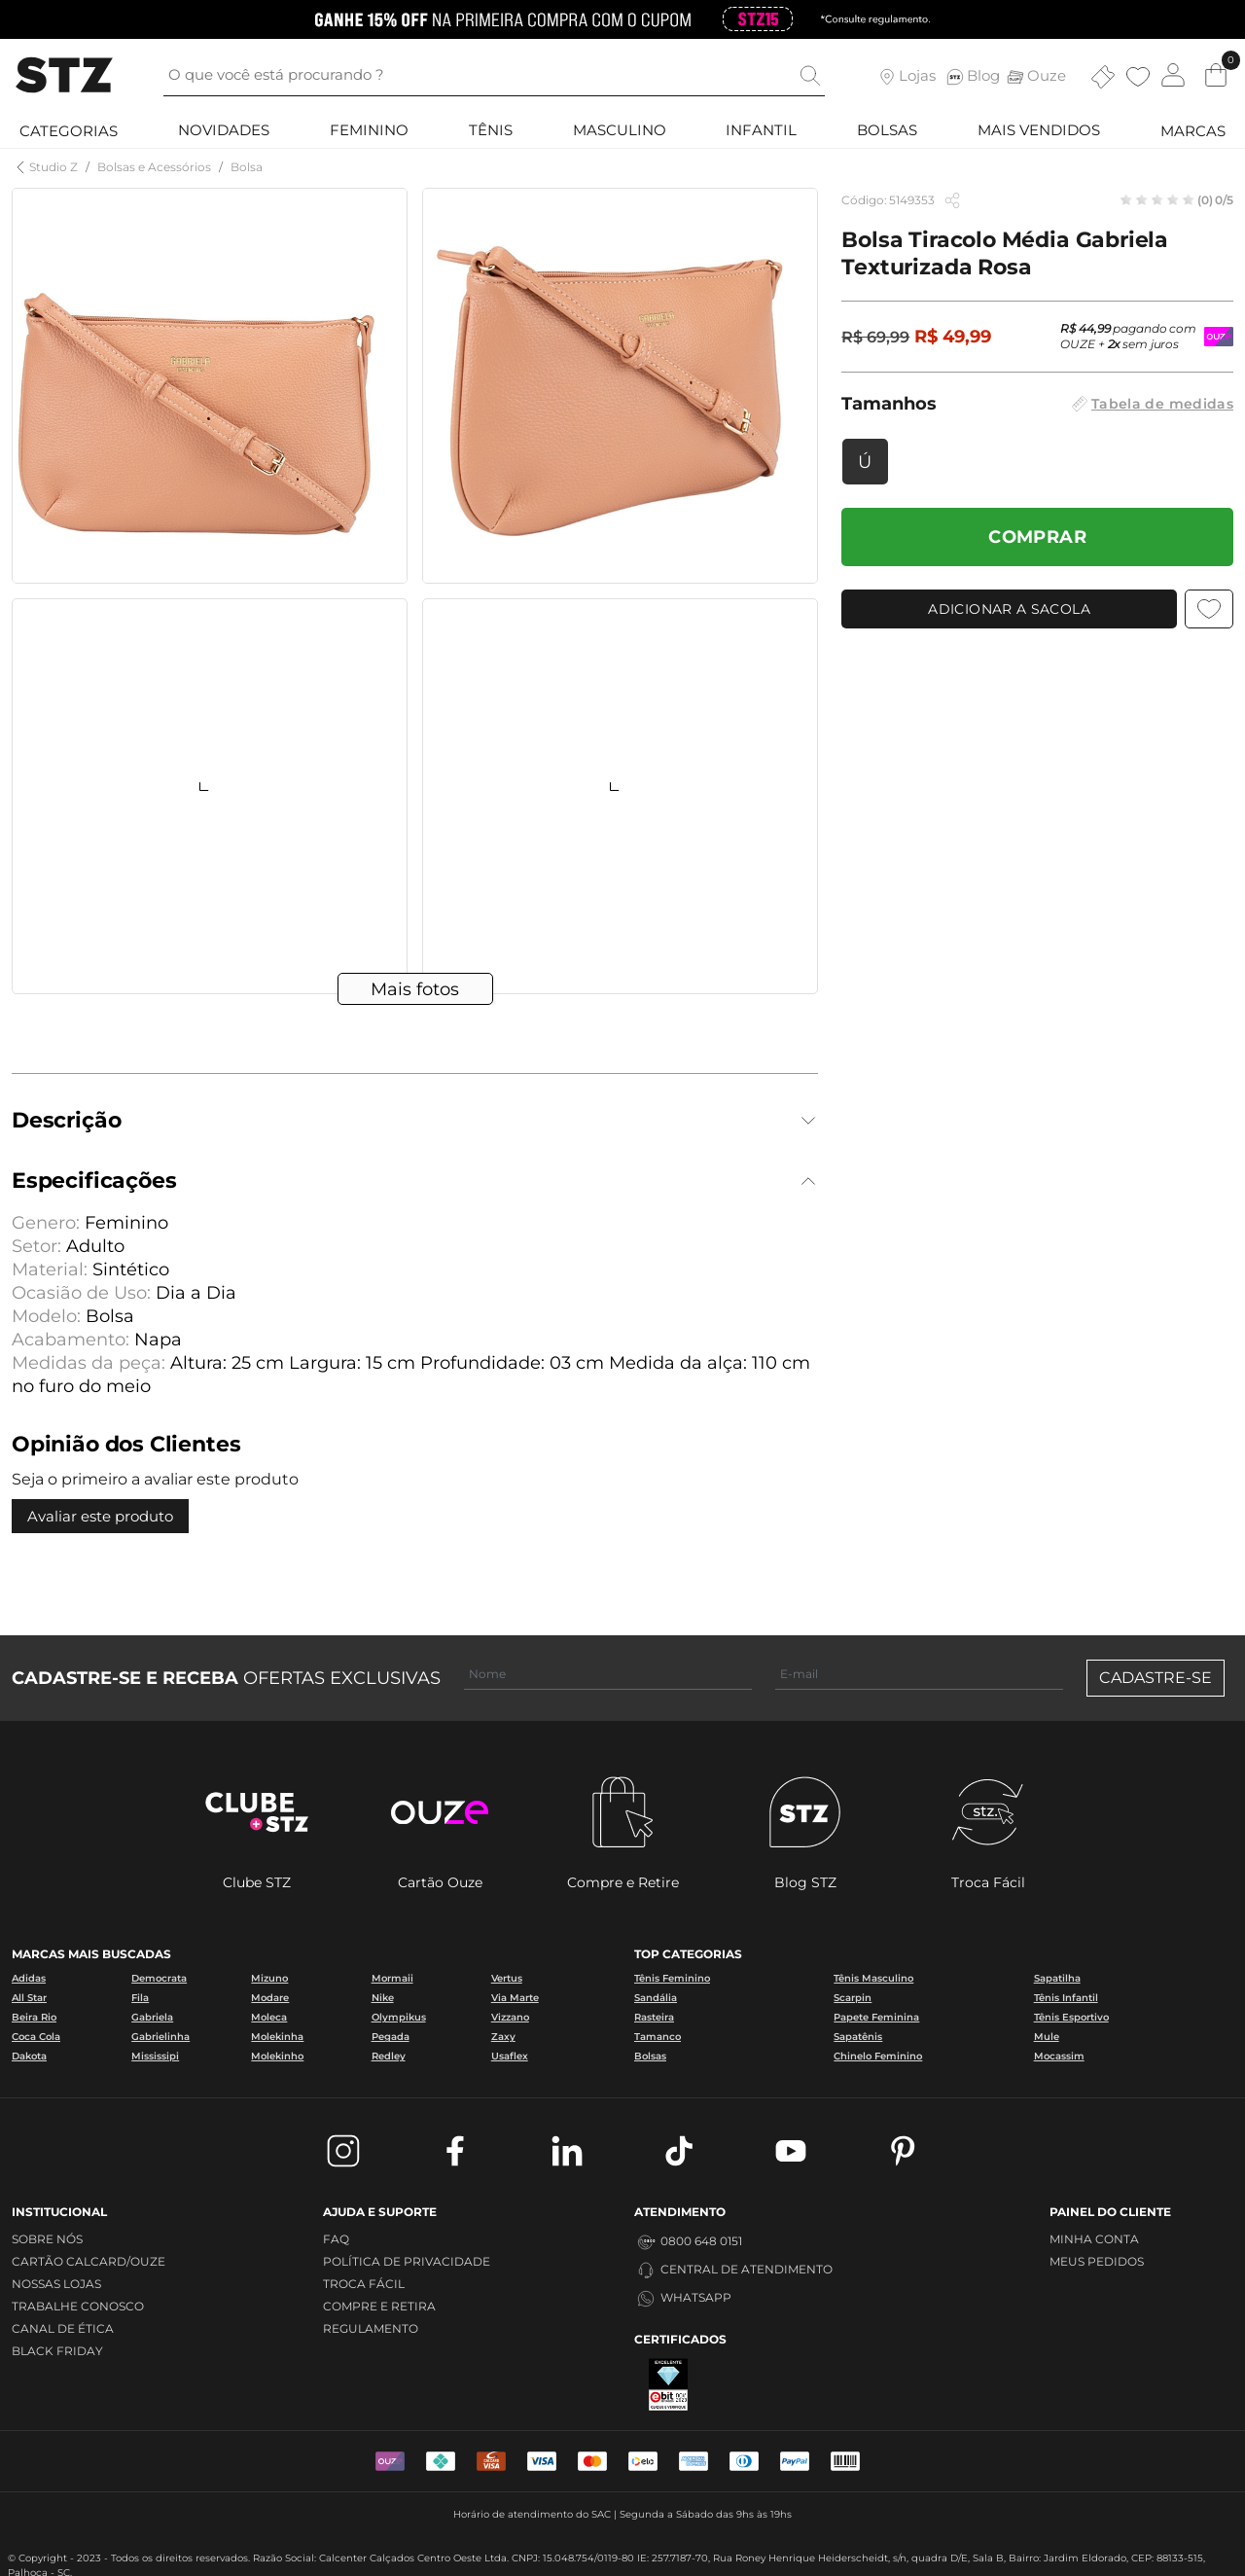 GANHE 15% OFF NA PRIMEIRA COMPRA COM O CUPOM STZ15 *Consulte regulamento.
STZ
O que você está procurando ?
Lojas STZ Blog Ouze 0
CATEGORIAS NOVIDADES FEMININO TÊNIS MASCULINO INFANTIL BOLSAS MAIS VENDIDOS MARCAS
Studio Z / Bolsas e Acessórios / Bolsa
Código: 5149353 (0) 0/5
Bolsa Tiracolo Média Gabriela
Texturizada Rosa
R$ 69,99 R$ 49,99
R$ 44,99 pagando com
OUZE + 2x sem juros
OUZ
Tamanhos
Tabela de medidas
Ú
COMPRAR
ADICIONAR A SACOLA
GABRIELA
GABRIELA
Mais fotos
Descrição
Especificações
Genero: Feminino
Setor: Adulto
Material: Sintético
Ocasião de Uso: Dia a Dia
Modelo: Bolsa
Acabamento: Napa
Medidas da peça: Altura: 25 cm Largura: 15 cm Profundidade: 03 cm Medida da alça: 110 cm
no furo do meio
Opinião dos Clientes
Seja o primeiro a avaliar este produto
Avaliar este produto
CADASTRE-SE E RECEBA OFERTAS EXCLUSIVAS Nome E-mail CADASTRE-SE
CLUBE
+STZ
ouze
STZ
stz.
Clube STZ Cartão Ouze Compre e Retire Blog STZ Troca Fácil
MARCAS MAIS BUSCADAS
Adidas Democrata Mizuno Mormaii Vertus
All Star Fila Modare Nike Via Marte
Beira Rio Gabriela Moleca Olympikus Vizzano
Coca Cola Gabrielinha Molekinha Pegada Zaxy
Dakota Mississipi Molekinho Redley Usaflex
TOP CATEGORIAS
Tênis Feminino Tênis Masculino Sapatilha
Sandália Scarpin Tênis Infantil
Rasteira Papete Feminina Tênis Esportivo
Tamanco Sapatênis Mule
Bolsas Chinelo Feminino Mocassim
INSTITUCIONAL
SOBRE NÓS
CARTÃO CALCARD/OUZE
NOSSAS LOJAS
TRABALHE CONOSCO
CANAL DE ÉTICA
BLACK FRIDAY
AJUDA E SUPORTE
FAQ
POLÍTICA DE PRIVACIDADE
TROCA FÁCIL
COMPRE E RETIRA
REGULAMENTO
ATENDIMENTO
0800 648 0151
CENTRAL DE ATENDIMENTO
WHATSAPP
CERTIFICADOS
EXCELENTE
ebit
CLIQUE E VERIFIQUE
PAINEL DO CLIENTE
MINHA CONTA
MEUS PEDIDOS
OUZ VISA VISA elo PayPal
Horário de atendimento do SAC | Segunda a Sábado das 9hs às 19hs
© Copyright - 2023 - Todos os direitos reservados. Razão Social: Calcenter Calçados Centro Oeste Ltda. CNPJ: 15.048.754/0119-80 IE: 257.7187-70, Rua Roney Henrique Heiderscheidt, s/n, quadra D/E, Sala B, Bairro: Jardim Eldorado, CEP: 88133-515,
Palhoça - SC.